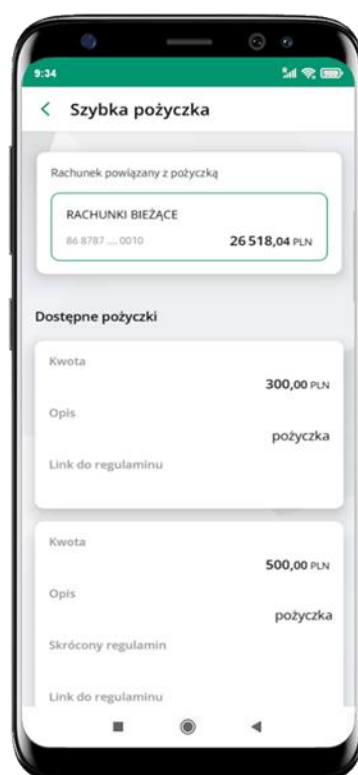 9:34
Szybka pożyczka
Rachunek powiązany z pożyczką
RACHUNKI BIEŻĄCE
86 8787 .... 0010 26 518,04 PLN
Dostępne pożyczki
Kwota
300,00 PLN
Opis
pożyczka
Link do regulaminu
Kwota
500,00 PLN
Opis
pożyczka
Skrócony regulamin
Link do regulaminu